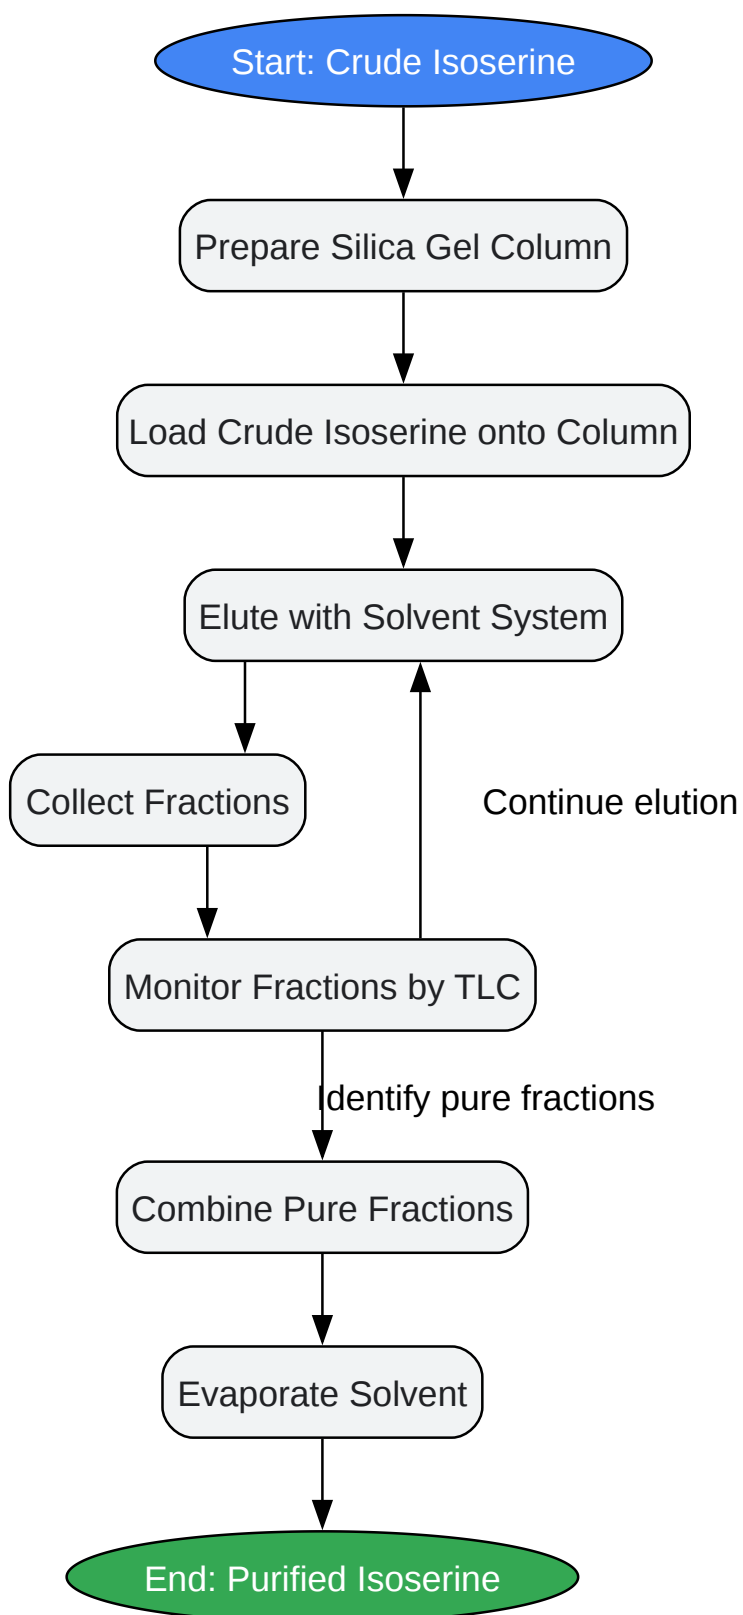 Start: Crude Isoserine
Prepare Silica Gel Column
Load Crude Isoserine onto Column
Elute with Solvent System
Collect Fractions
Continue elution
Monitor Fractions by TLC
Identify pure fractions
Combine Pure Fractions
Evaporate Solvent
End: Purified Isoserine